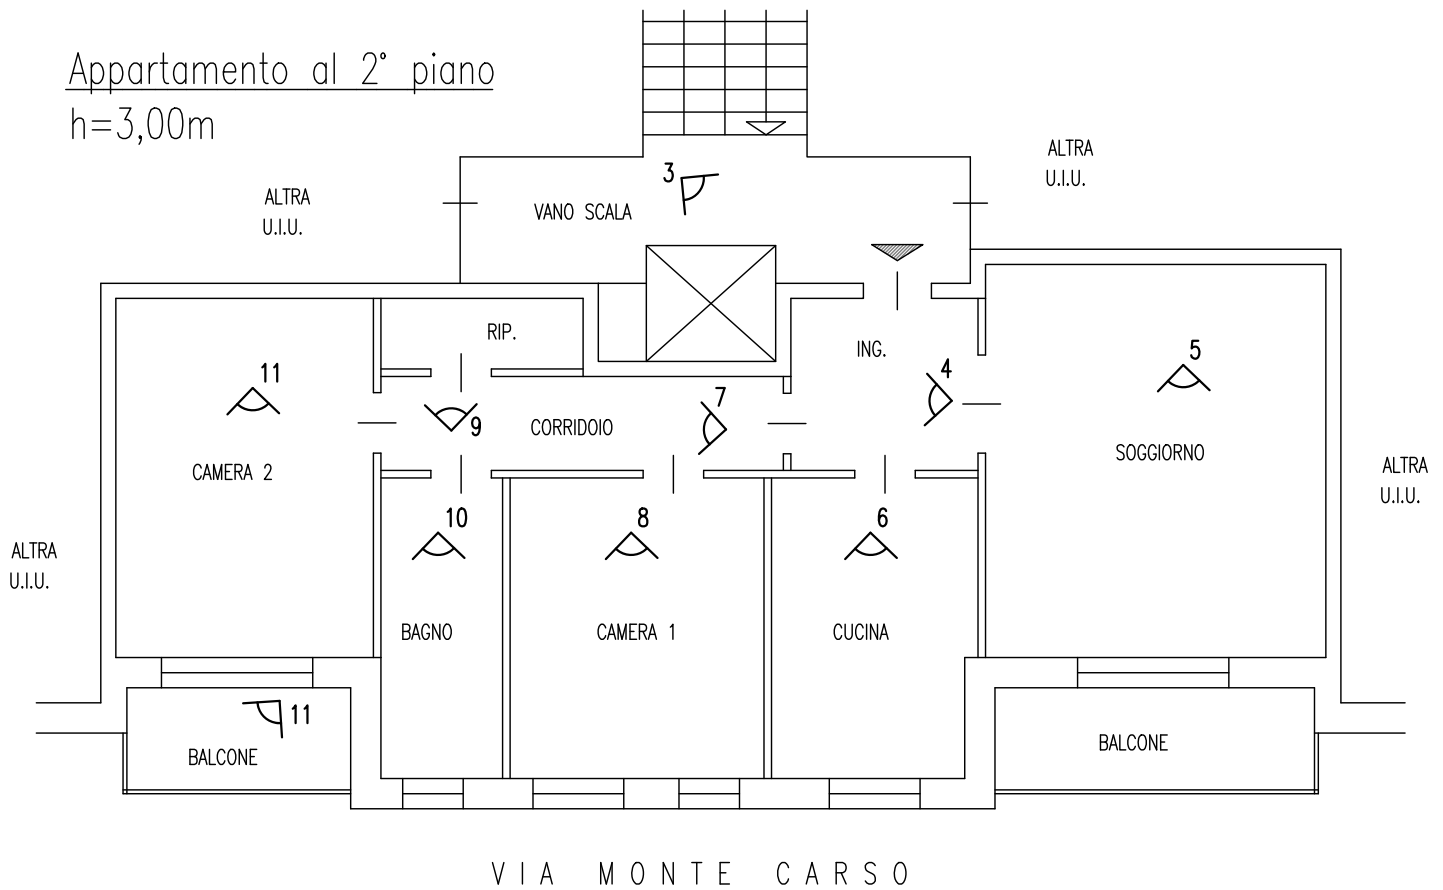 Appartamento al 2° piano
h=3,00m
ALTRA
U.I.U.
3
ALTRA
U.I.U.
VANO SCALA
RIP.
ING.
11
4
5
7
9
CORRIDOIO
CAMERA 2
SOGGIORNO
ALTRA
U.I.U.
10
8
6
ALTRA
U.I.U.
BAGNO
CAMERA 1
CUCINA
11
BALCONE
BALCONE
VIA MONTE CARSO